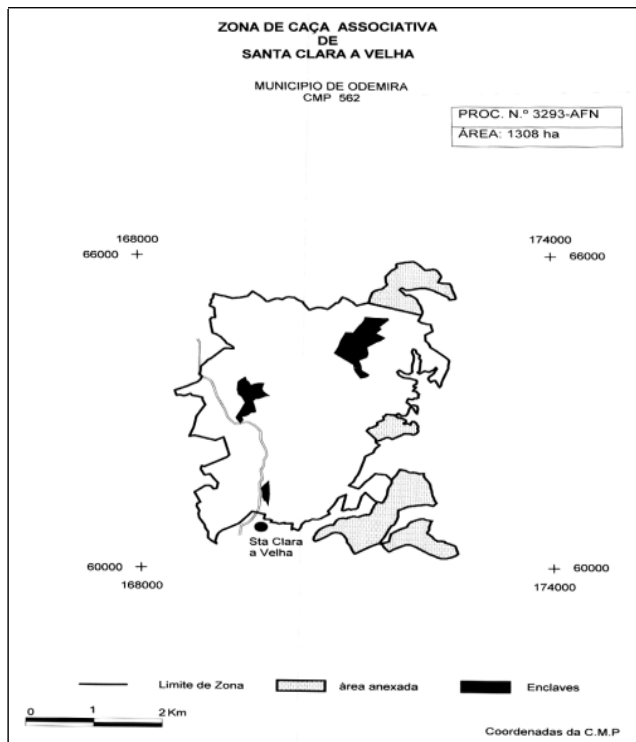 ZONA DE CAÇA ASSOCIATIVA
DE
SANTA CLARA A VELHA
MUNICIPIO DE ODEMIRA
CMP 562
PROC. N.º 3293-AFN
ÁREA: 1308 ha
168000
174000
66000
66000
Sta Clara
a Velha
60000
60000
168000
174000
Limite de Zona
área anexada
Enclaves
0 1 2 Km
Coordenadas da C.M.P